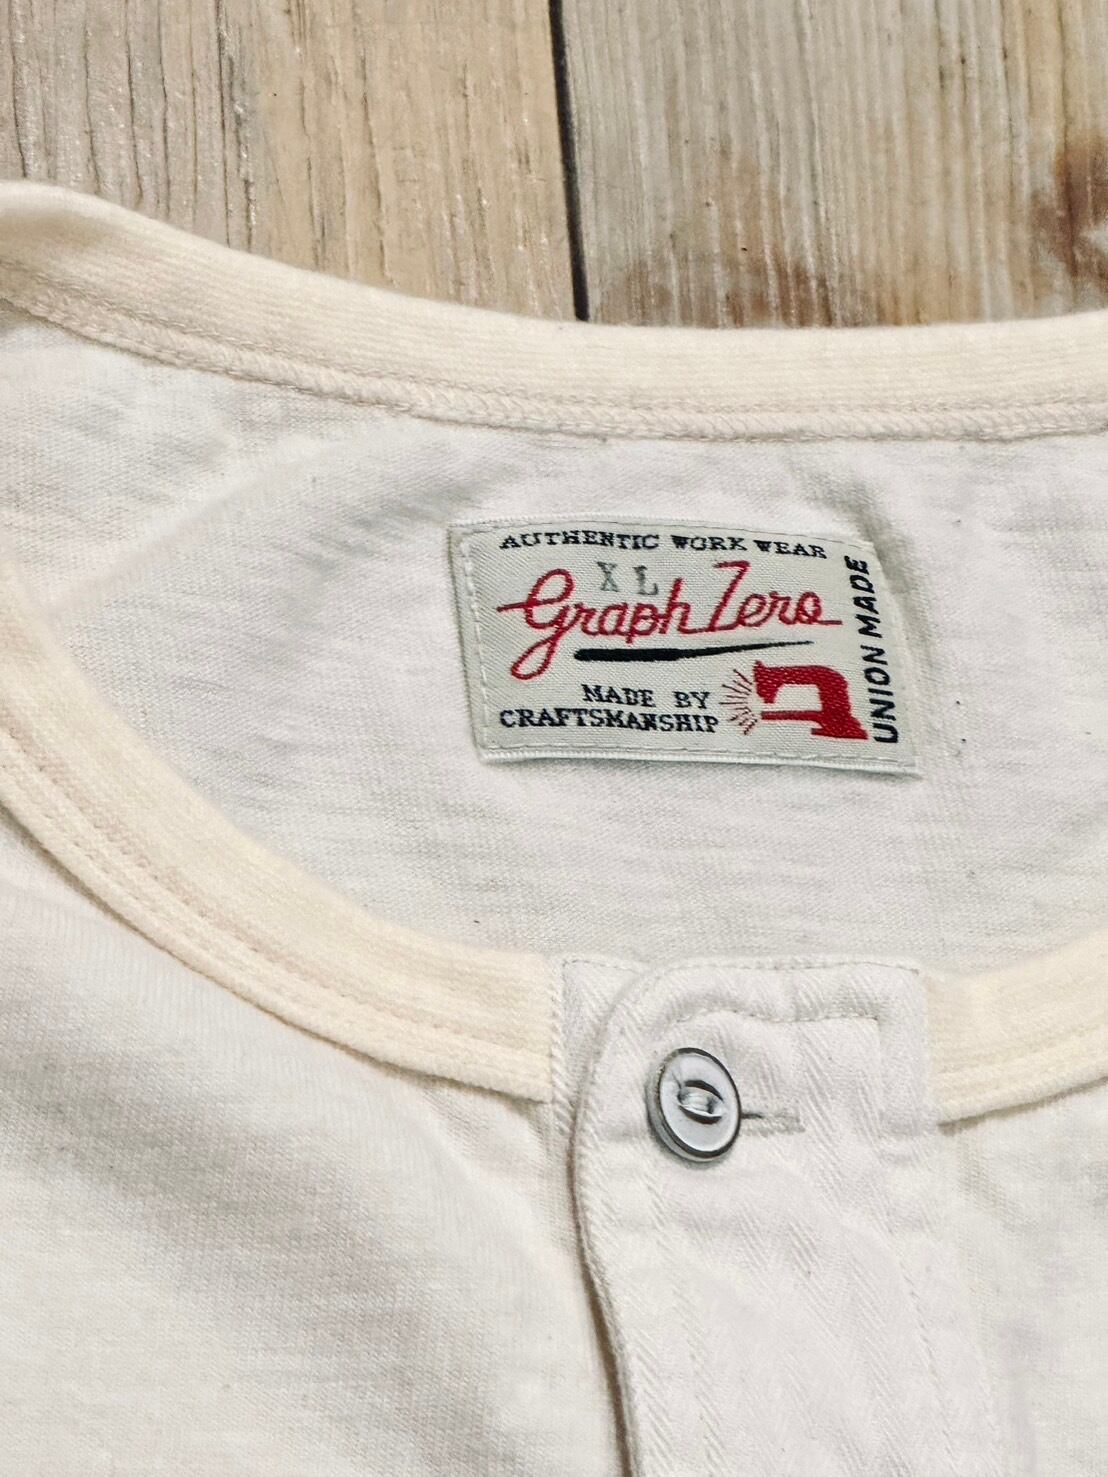 AUTHENTIC WORK WEAR
XL
Graph Zero
MADE BY
CRAFTSMANSHIP
UNION MADE